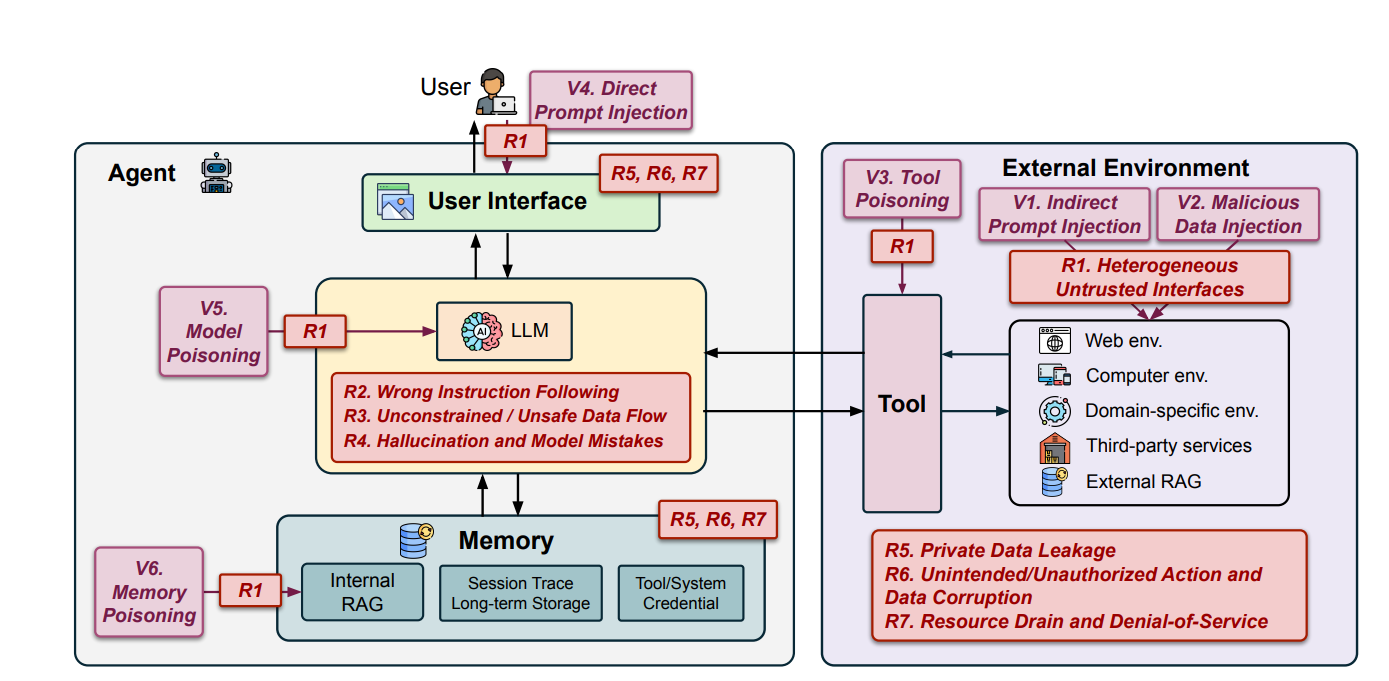 User
V4. Direct
Prompt Injection
R1
Agent
R5, R6, R7
User Interface
V5.
Model
Poisoning
R1
AI
LLM
R2. Wrong Instruction Following
R3. Unconstrained / Unsafe Data Flow
R4. Hallucination and Model Mistakes
R5, R6, R7
Memory
V6.
Memory
Poisoning
R1
Internal
RAG
Session Trace
Long-term Storage
Tool/System
Credential
External Environment
V3. Tool
Poisoning
R1
V1. Indirect
Prompt Injection
V2. Malicious
Data Injection
R1. Heterogeneous
Untrusted Interfaces
Tool
Web env.
Computer env.
Domain-specific env.
Third-party services
External RAG
R5. Private Data Leakage
R6. Unintended/Unauthorized Action and
Data Corruption
R7. Resource Drain and Denial-of-Service